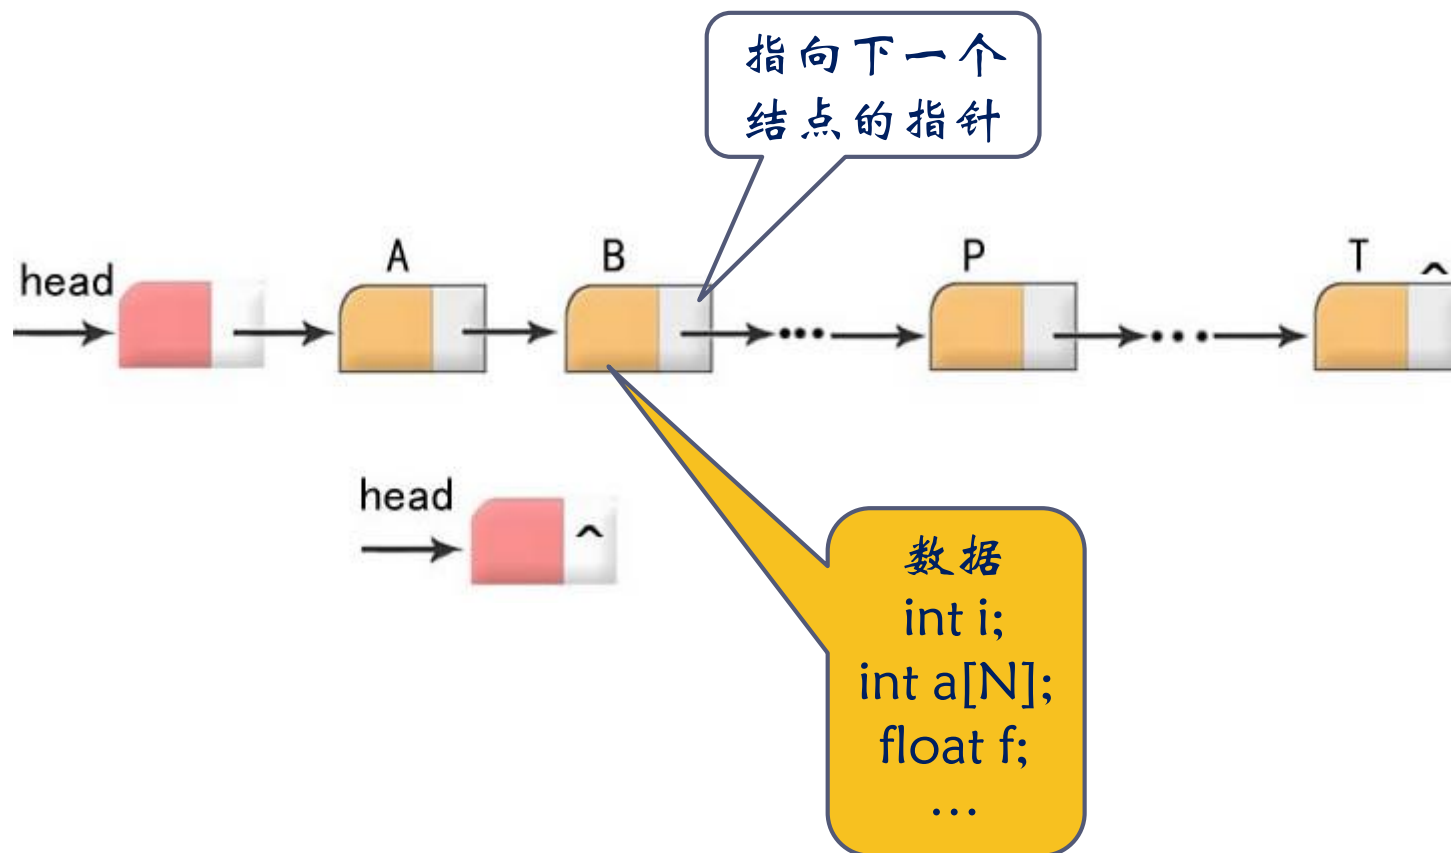 指向下一个
结点的指针
head
A
B
P
T ^
head
^
数据
int i;
int a[N];
float f;
...